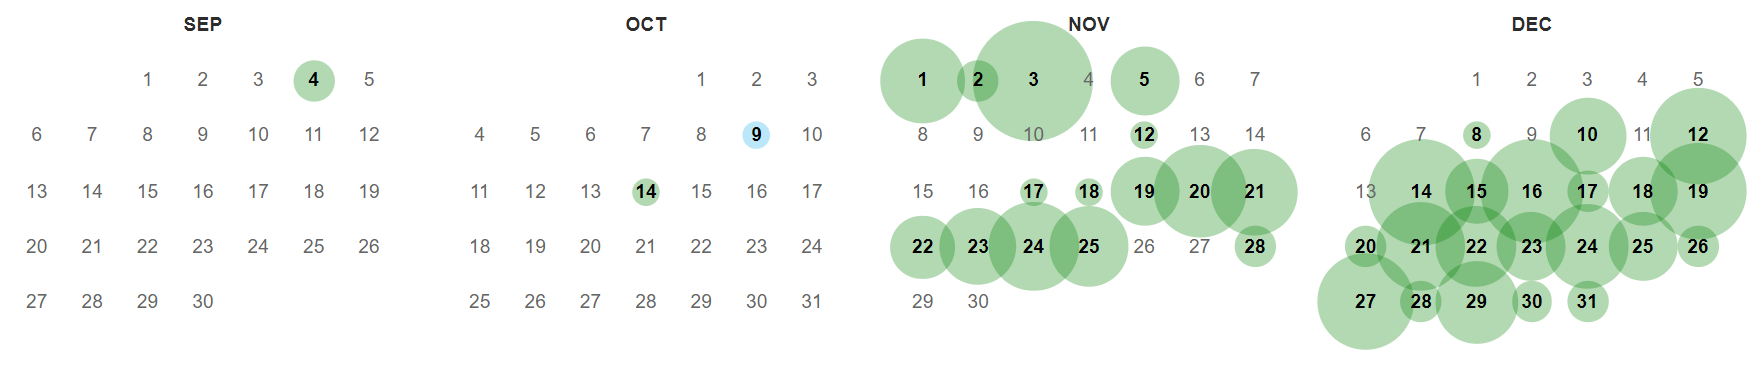 SEP OCT NOV DEC
1 2 3 4 5 1 2 3 1 2 3 4 5 6 7 1 2 3 4 5
6 7 8 9 10 11 12 4 5 6 7 8 9 10 8 9 10 11 12 13 14 6 7 8 9 10 11 12
13 14 15 16 17 18 19 11 12 13 14 15 16 17 15 16 17 18 19 20 21 13 14 15 16 17 18 19
20 21 22 23 24 25 26 18 19 20 21 22 23 24 22 23 24 25 26 27 28 20 21 22 23 24 25 26
27 28 29 30 25 26 27 28 29 30 31 29 30 27 28 29 30 31